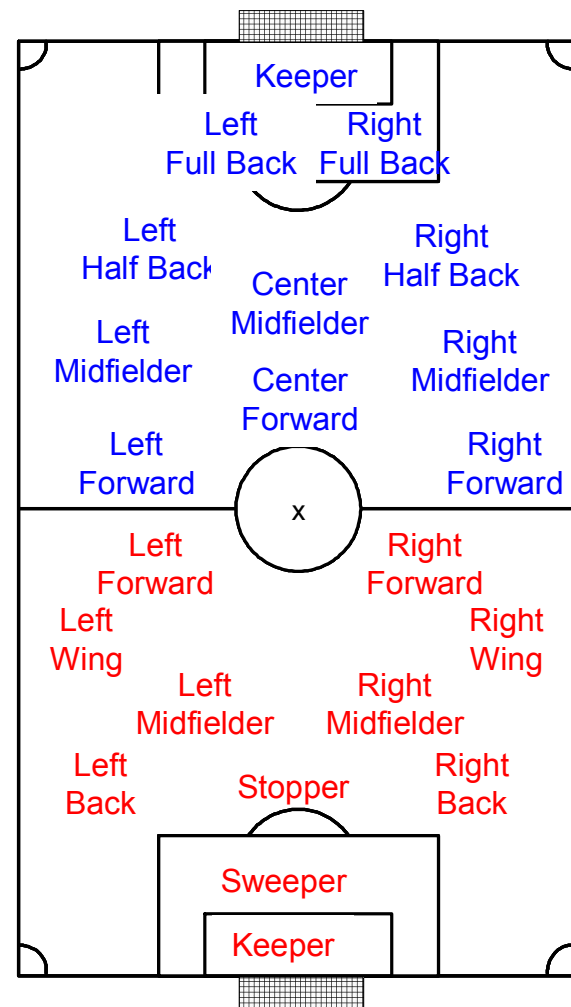 Keeper
Left
Full Back
Right
Full Back
Left
Half Back
Right
Half Back
Center
Midfielder
Left
Midfielder
Right
Midfielder
Center
Forward
Left
Forward
Right
Forward
x
Left
Forward
Right
Forward
Left
Wing
Right
Wing
Left
Midfielder
Right
Midfielder
Left
Back
Stopper
Right
Back
Sweeper
Keeper